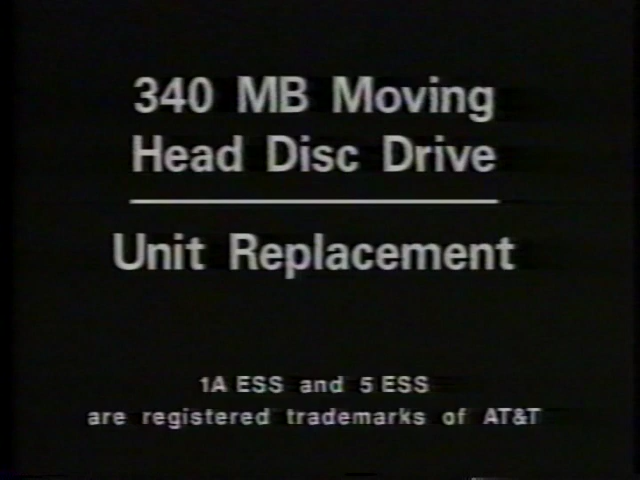 340 MB Moving
Head Disc Drive
Unit Replacement
1A ESS and 5 ESS
are registered trademarks of AT&T